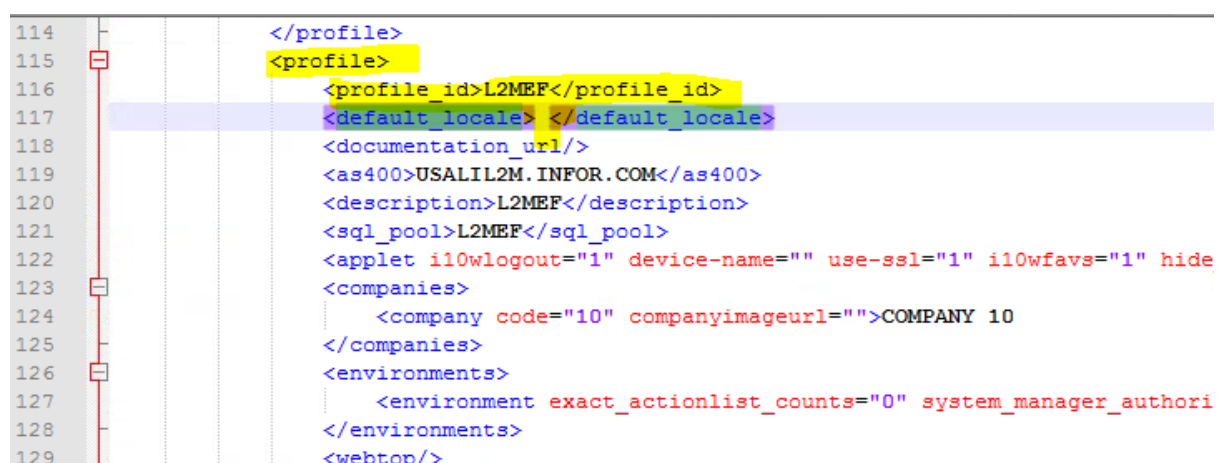 114 </profile>
115 <profile>
116 <profile_id>L2MEF</profile_id>
117 <default_locale> </default_locale>
118 <documentation_url/>
119 <as400>USALIL2M.INFOR.COM</as400>
120 <description>L2MEF</description>
121 <sql_pool>L2MEF</sql_pool>
122 <applet i10wlogout="1" device-name="" use-ssl="1" i10wfavs="1" hide
123 <companies>
124 <company code="10" companyimageurl="">COMPANY 10
125 </companies>
126 <environments>
127 <environment exact_actionlist_counts="0" system_manager_authori
128 </environments>
129 <webtop/>